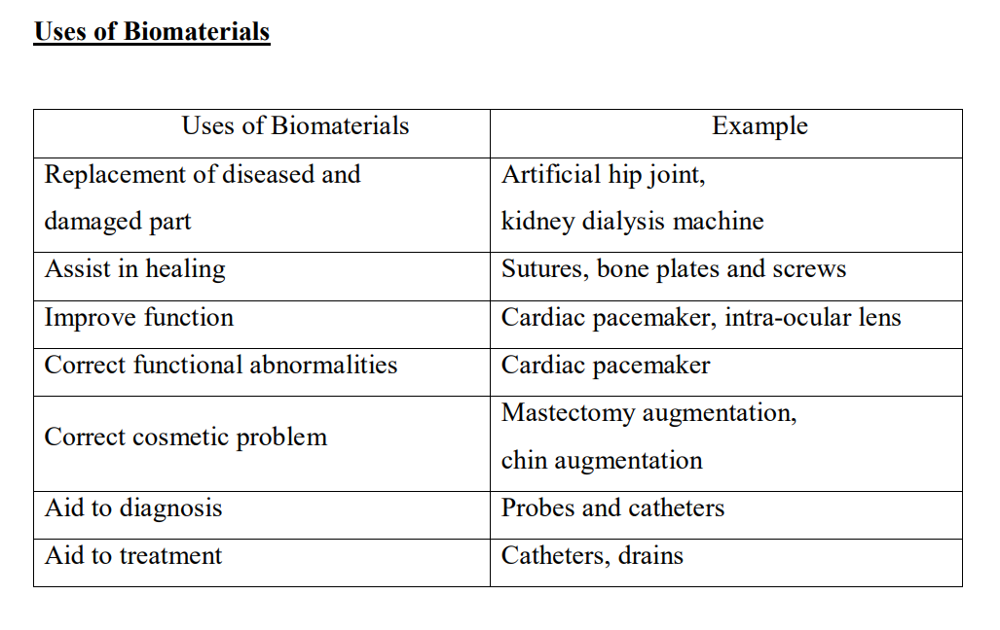 Uses of Biomaterials
Uses of Biomaterials
Example
Replacement of diseased and
damaged part
Artificial hip joint,
kidney dialysis machine
Assist in healing
Sutures, bone plates and screws
Improve function
Cardiac pacemaker, intra-ocular lens
Correct functional abnormalities
Cardiac pacemaker
Correct cosmetic problem
Mastectomy augmentation,
chin augmentation
Aid to diagnosis
Probes and catheters
Aid to treatment
Catheters, drains